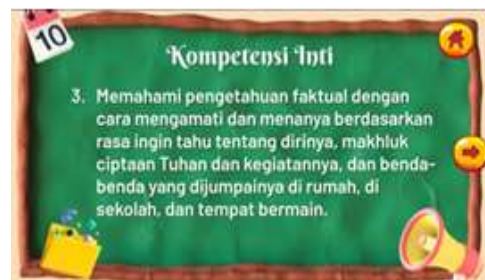 10
Kompetensi Inti
3. Memahami pengetahuan faktual dengan
cara mengamati dan menanya berdasarkan
rasa ingin tahu tentang dirinya, makhluk
ciptaan Tuhan dan kegiatannya, dan benda-
benda yang dijumpainya di rumah, di
sekolah, dan tempat bermain.